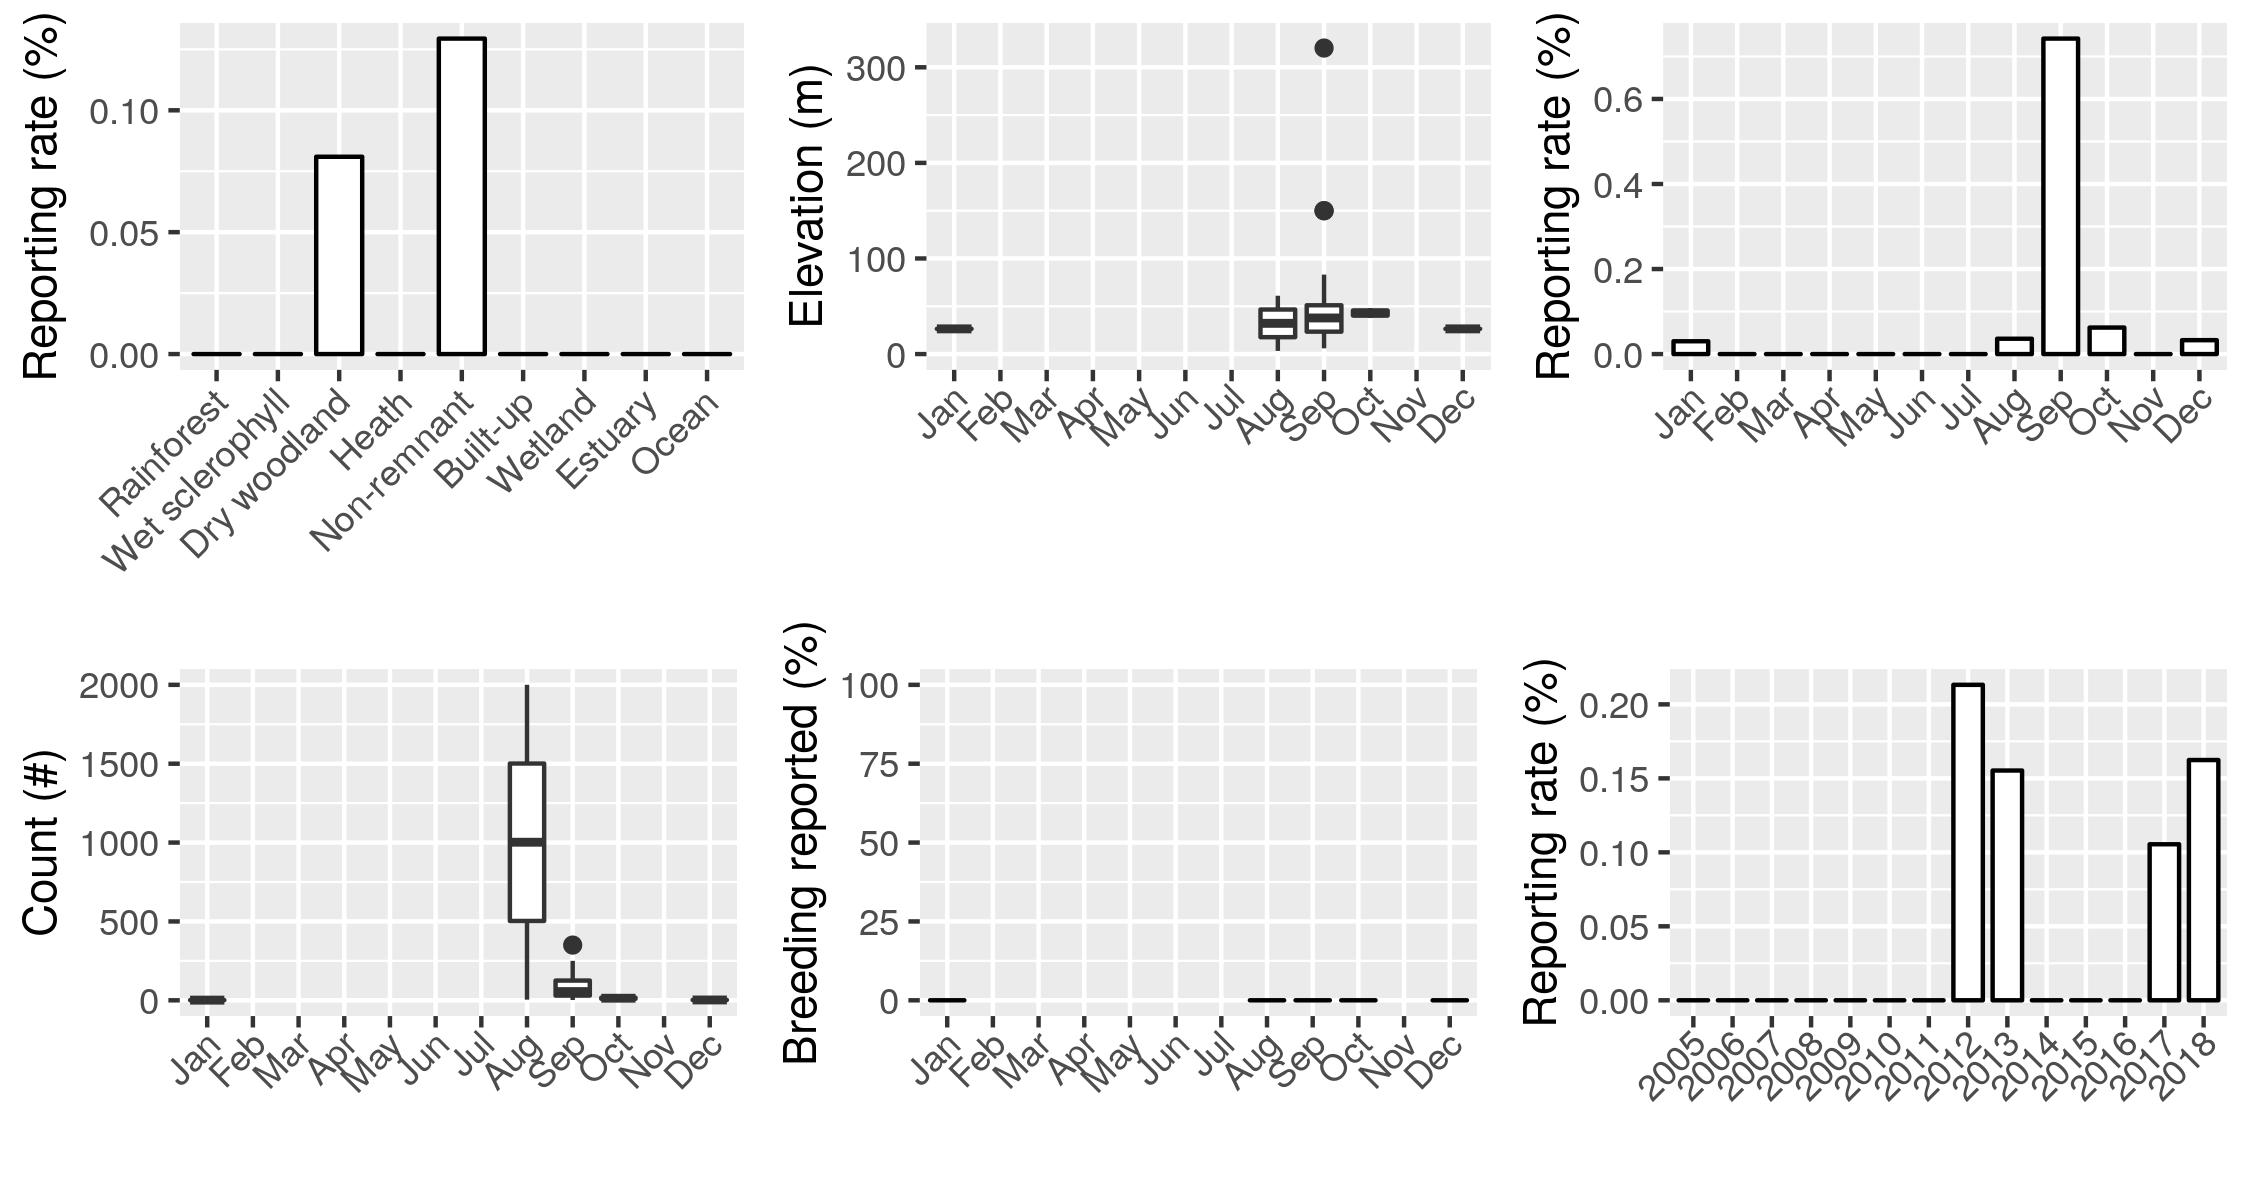 Reporting rate (%)
0.10
0.05
0.00
Rainforest
Wet sclerophyll
Dry woodland
Heath
Non-remnant
Built-up
Wetland
Estuary
Ocean
Elevation (m)
300
200
100
0
Jan
Feb
Mar
Apr
May
Jun
Jul
Aug
Sep
Oct
Nov
Dec
Reporting rate (%)
0.6
0.4
0.2
0.0
Jan
Feb
Mar
Apr
May
Jun
Jul
Aug
Sep
Oct
Nov
Dec
Count (#)
2000
1500
1000
500
0
Jan
Feb
Mar
Apr
May
Jun
Jul
Aug
Sep
Oct
Nov
Dec
Breeding reported (%)
100
75
50
25
0
Jan
Feb
Mar
Apr
May
Jun
Jul
Aug
Sep
Oct
Nov
Dec
Reporting rate (%)
0.20
0.15
0.10
0.05
0.00
2005
2006
2007
2008
2009
2010
2011
2012
2013
2014
2015
2016
2017
2018